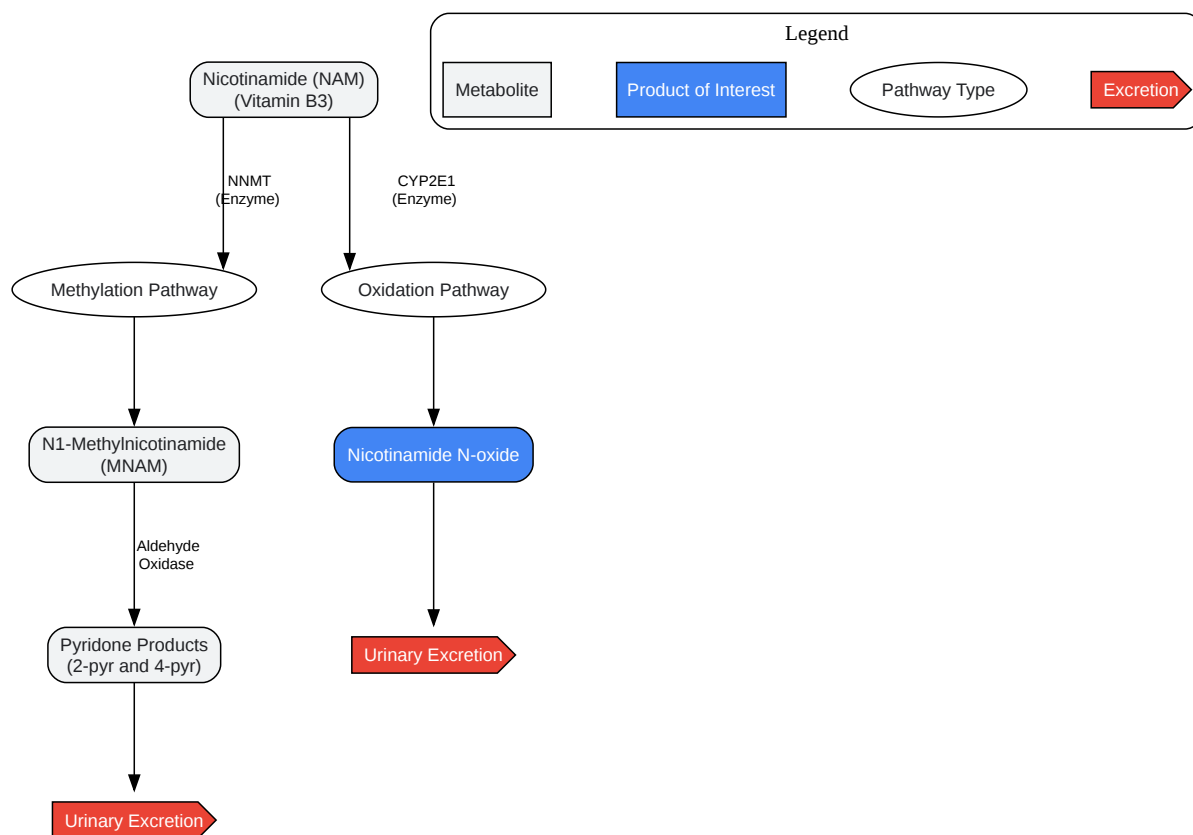 Legend
Metabolite
Product of Interest
Pathway Type
Excretion
Nicotinamide (NAM)
(Vitamin B3)
NNMT
(Enzyme)
CYP2E1
(Enzyme)
Methylation Pathway
Oxidation Pathway
N1-Methylnicotinamide
(MNAM)
Nicotinamide N-oxide
Aldehyde
Oxidase
Pyridone Products
(2-pyr and 4-pyr)
Urinary Excretion
Urinary Excretion